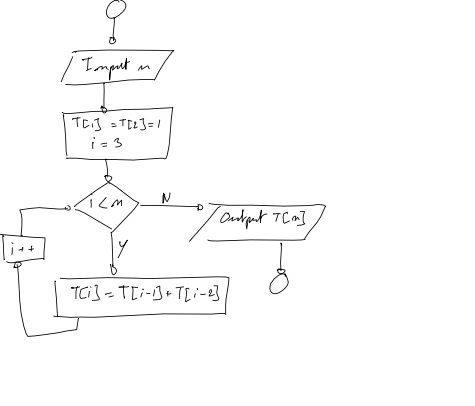 Input n
T[1] = T[2] = 1
i = 3
i < n
N
Output T[n]
i++
Y
T[i] = T[i-1] + T[i-2]